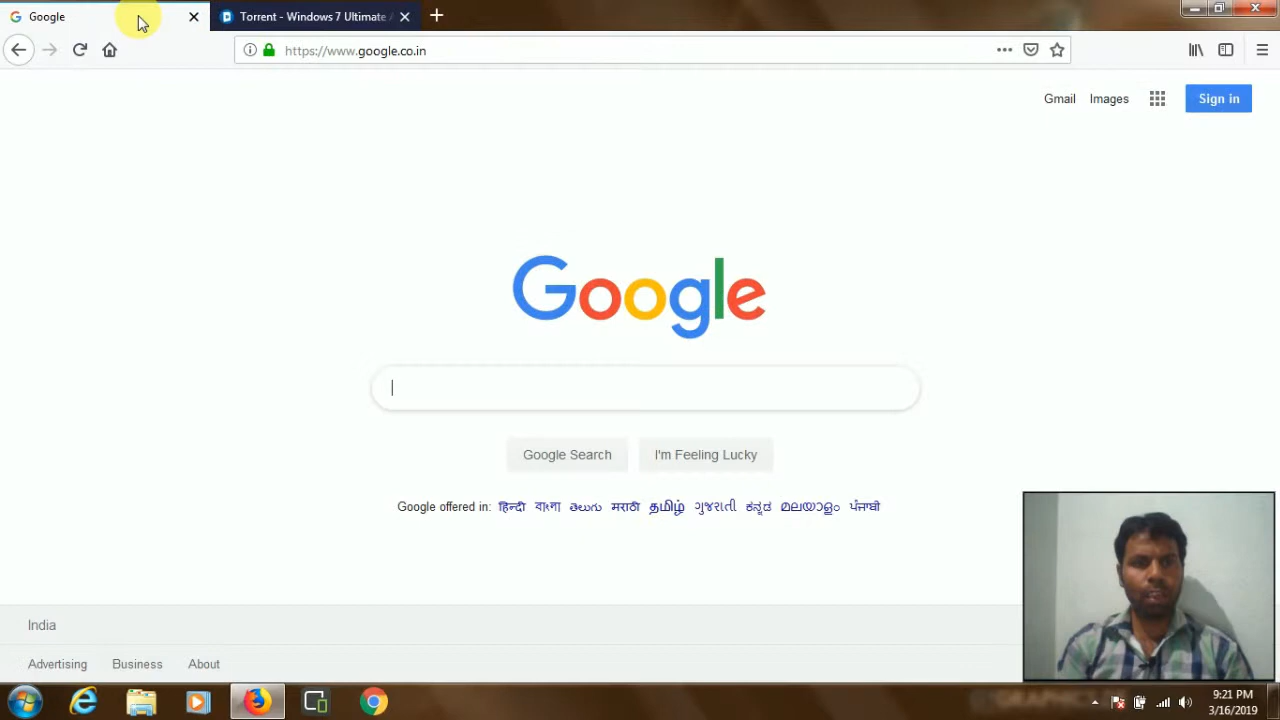 Google
Torrent - Windows 7 Ultimate
https://www.google.co.in
Gmail Images Sign in
Google
Google Search I'm Feeling Lucky
Google offered in: हिन्दी বাংলা తెలుగు मराठी தமிழ் ગુજરાતી ಕನ್ನಡ മലയാളം ਪੰਜਾਬੀ
India
Advertising Business About
9:21 PM
3/16/2019